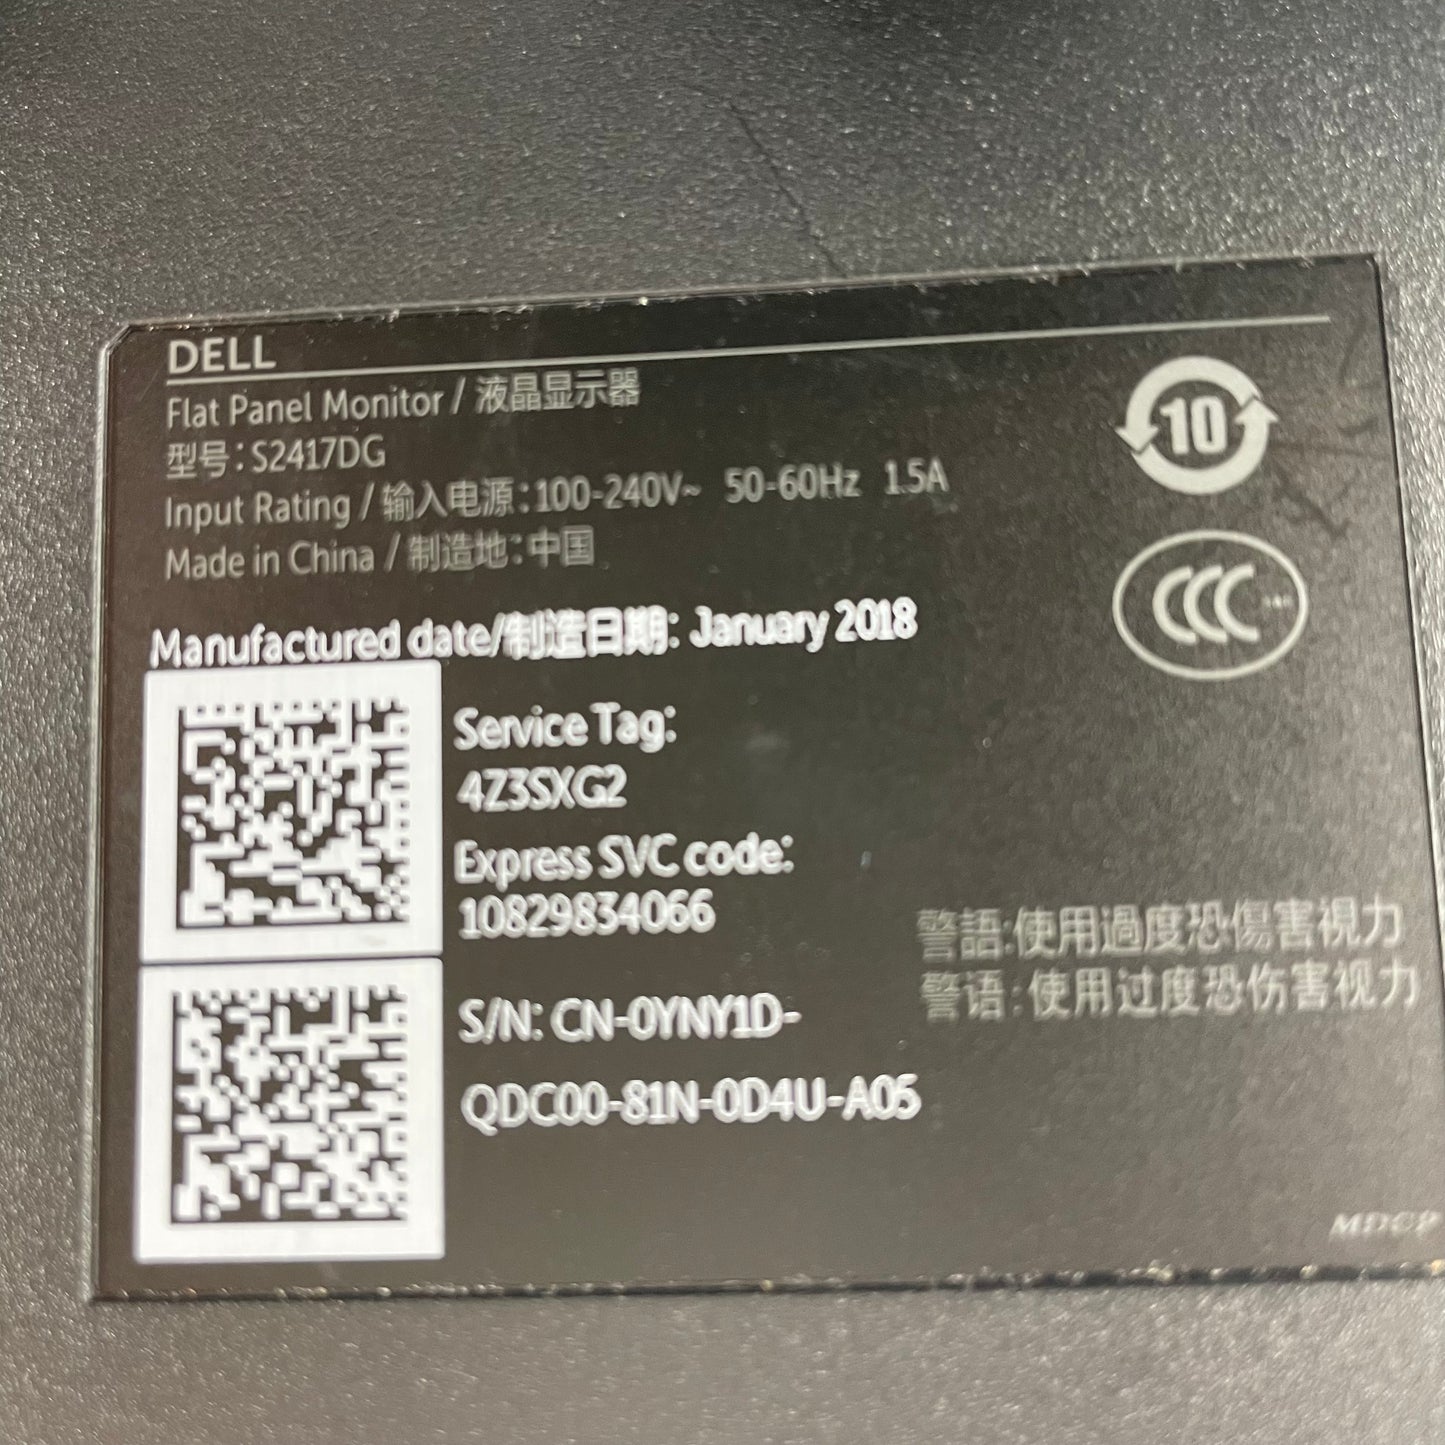 DELL
Flat Panel Monitor / 液晶显示器
型号:S2417DG
Input Rating / 输入电源:100-240V~ 50-60Hz 1.5A
Made in China / 制造地:中国
10
CCC
Manufactured date/制造日期: January 2018
Service Tag:
4Z3SXG2
Express SVC code:
10829834066
警語:使用過度恐傷害視力
警语:使用过度恐伤害视力
S/N: CN-0YNY1D-
QDC00-81N-0D4U-A05